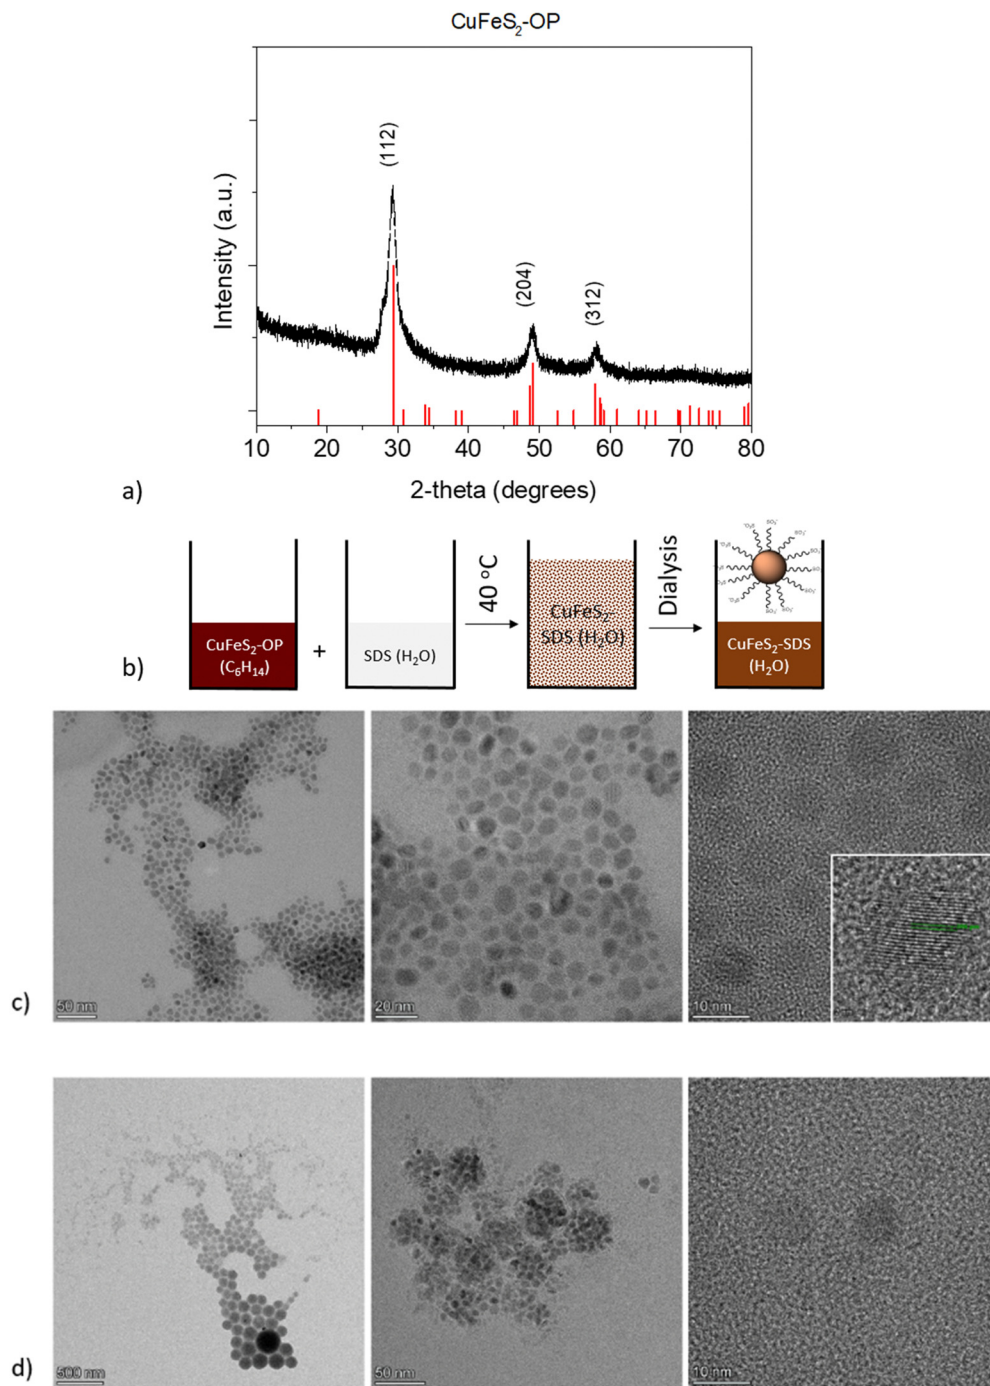 CuFeS₂-OP
Intensity (a.u.)
(112)
(204)
(312)
10 20 30 40 50 60 70 80
2-theta (degrees)
a)
CuFeS₂-OP
(C₆H₁₄)
+
SDS (H₂O)
40 °C
CuFeS₂-
SDS (H₂O)
Dialysis
CuFeS₂-SDS
(H₂O)
b)
50 nm
20 nm
10 nm
c)
500 nm
50 nm
10 nm
d)